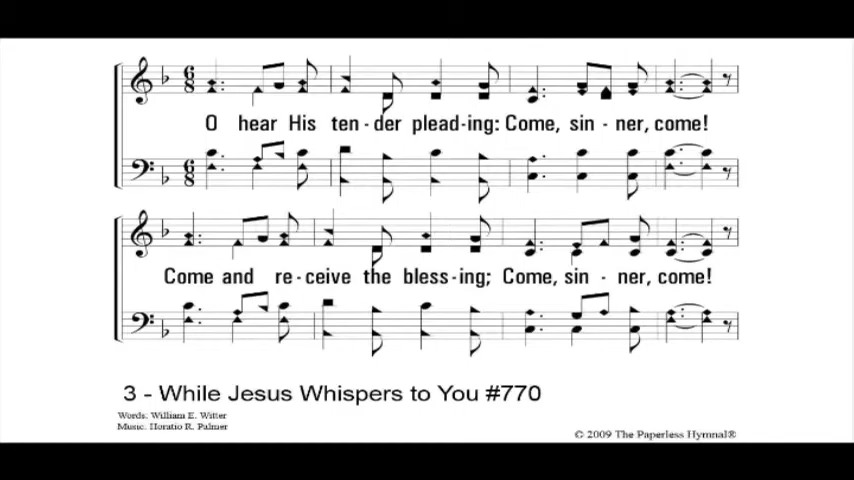 O hear His ten-der plead-ing: Come, sin - ner, come!
Come and re-ceive the bless-ing; Come, sin - ner, come!
3 - While Jesus Whispers to You #770
Words: William E. Witter
Music: Horatio R. Palmer
© 2009 The Paperless Hymnal®